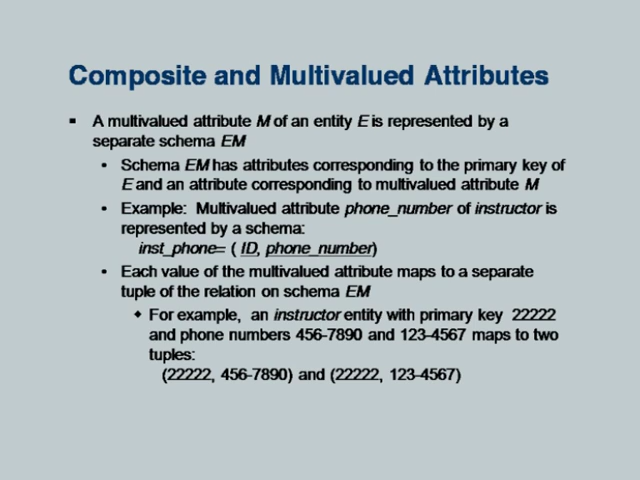 Composite and Multivalued Attributes
▪ A multivalued attribute M of an entity E is represented by a
separate schema EM
• Schema EM has attributes corresponding to the primary key of
E and an attribute corresponding to multivalued attribute M
• Example: Multivalued attribute phone_number of instructor is
represented by a schema:
inst_phone= ( ID, phone_number)
• Each value of the multivalued attribute maps to a separate
tuple of the relation on schema EM
◆ For example, an instructor entity with primary key 22222
and phone numbers 456-7890 and 123-4567 maps to two
tuples:
(22222, 456-7890) and (22222, 123-4567)